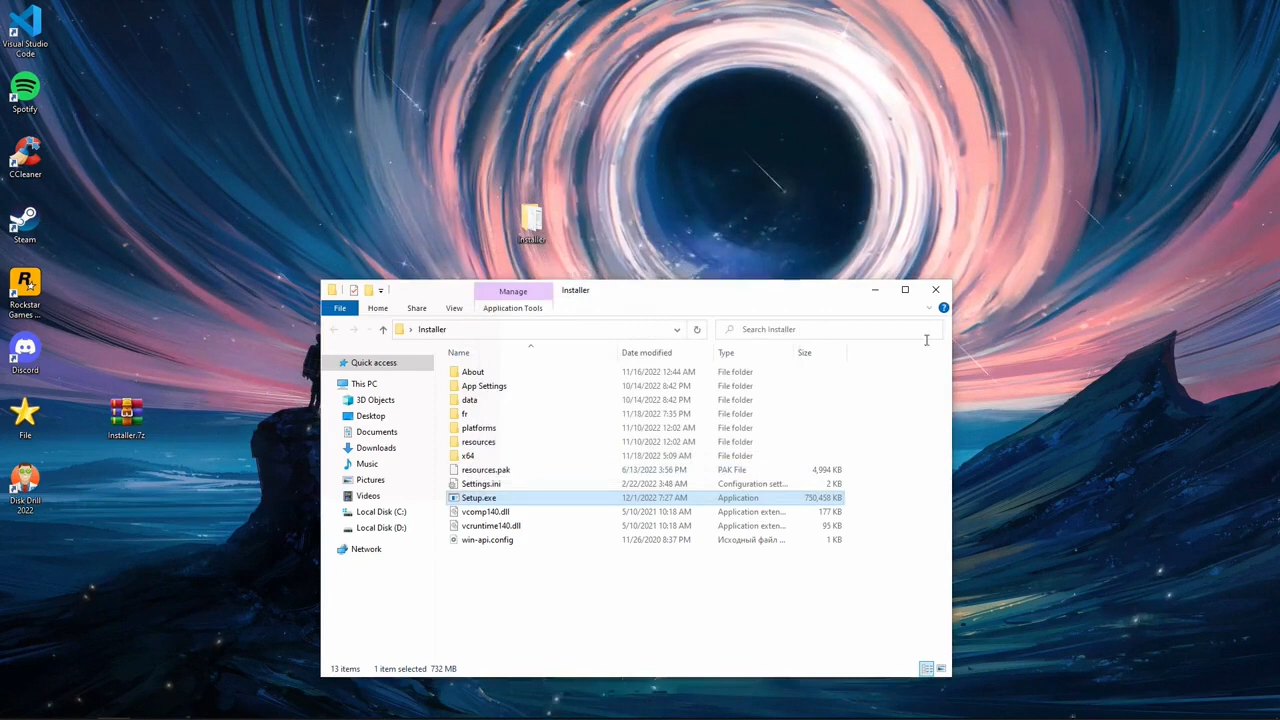 Visual Studio
Code
Spotify
CCleaner
Steam
Rockstar
Games ...
Discord
File
Installer.7z
Disk Drill
2022
Installer
Manage
Installer
File
Home
Share
View
Application Tools
Installer
Search Installer
Name
Date modified
Type
Size
Quick access
This PC
3D Objects
Desktop
Documents
Downloads
Music
Pictures
Videos
Local Disk (C:)
Local Disk (D:)
Network
About 11/16/2022 12:44 AM File folder
App Settings 10/14/2022 8:42 PM File folder
data 10/14/2022 8:42 PM File folder
fr 11/18/2022 7:35 PM File folder
platforms 11/10/2022 12:02 AM File folder
resources 11/10/2022 12:02 AM File folder
x64 11/18/2022 5:09 AM File folder
resources.pak 6/13/2022 3:56 PM PAK File 4,994 KB
Settings.ini 2/22/2022 3:48 AM Configuration sett... 2 KB
Setup.exe 12/1/2022 7:27 AM Application 750,458 KB
vcomp140.dll 5/10/2021 10:18 AM Application exten... 177 KB
vcruntime140.dll 5/10/2021 10:18 AM Application exten... 95 KB
win-api.config 11/26/2020 8:37 PM Исходный файл ... 1 KB
13 items
1 item selected 732 MB